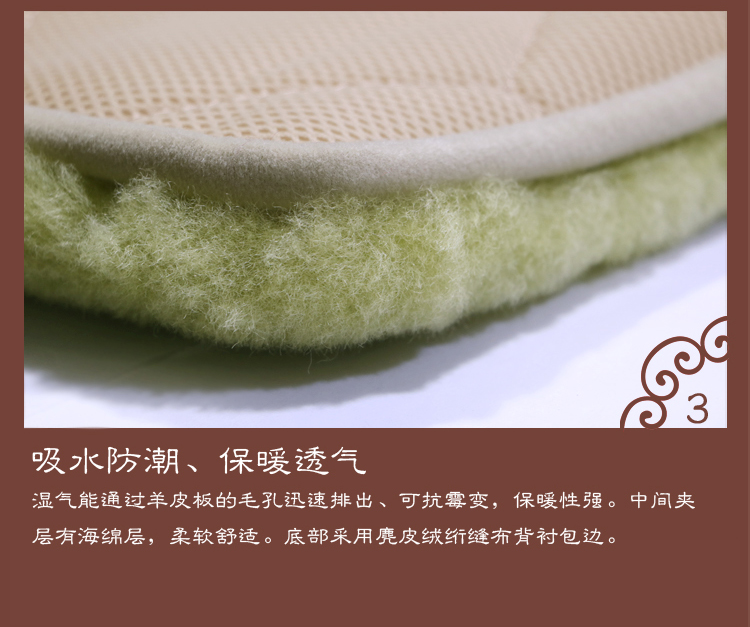 3
吸水防潮、保暖透气
湿气能通过羊皮板的毛孔迅速排出、可抗霉变，保暖性强。中间夹
层有海绵层，柔软舒适。底部采用麂皮绒绗缝布背衬包边。